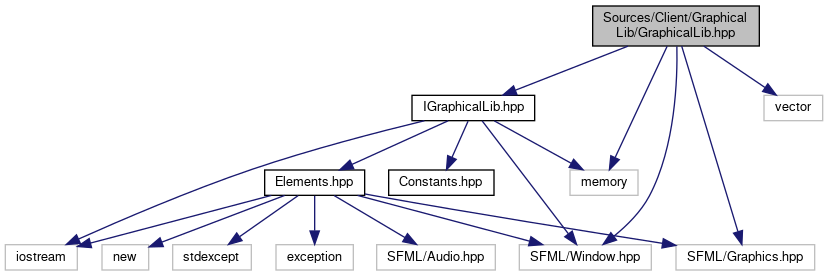 Sources/Client/Graphical
Lib/GraphicalLib.hpp
IGraphicalLib.hpp
vector
Elements.hpp
Constants.hpp
memory
iostream
new
stdexcept
exception
SFML/Audio.hpp
SFML/Window.hpp
SFML/Graphics.hpp